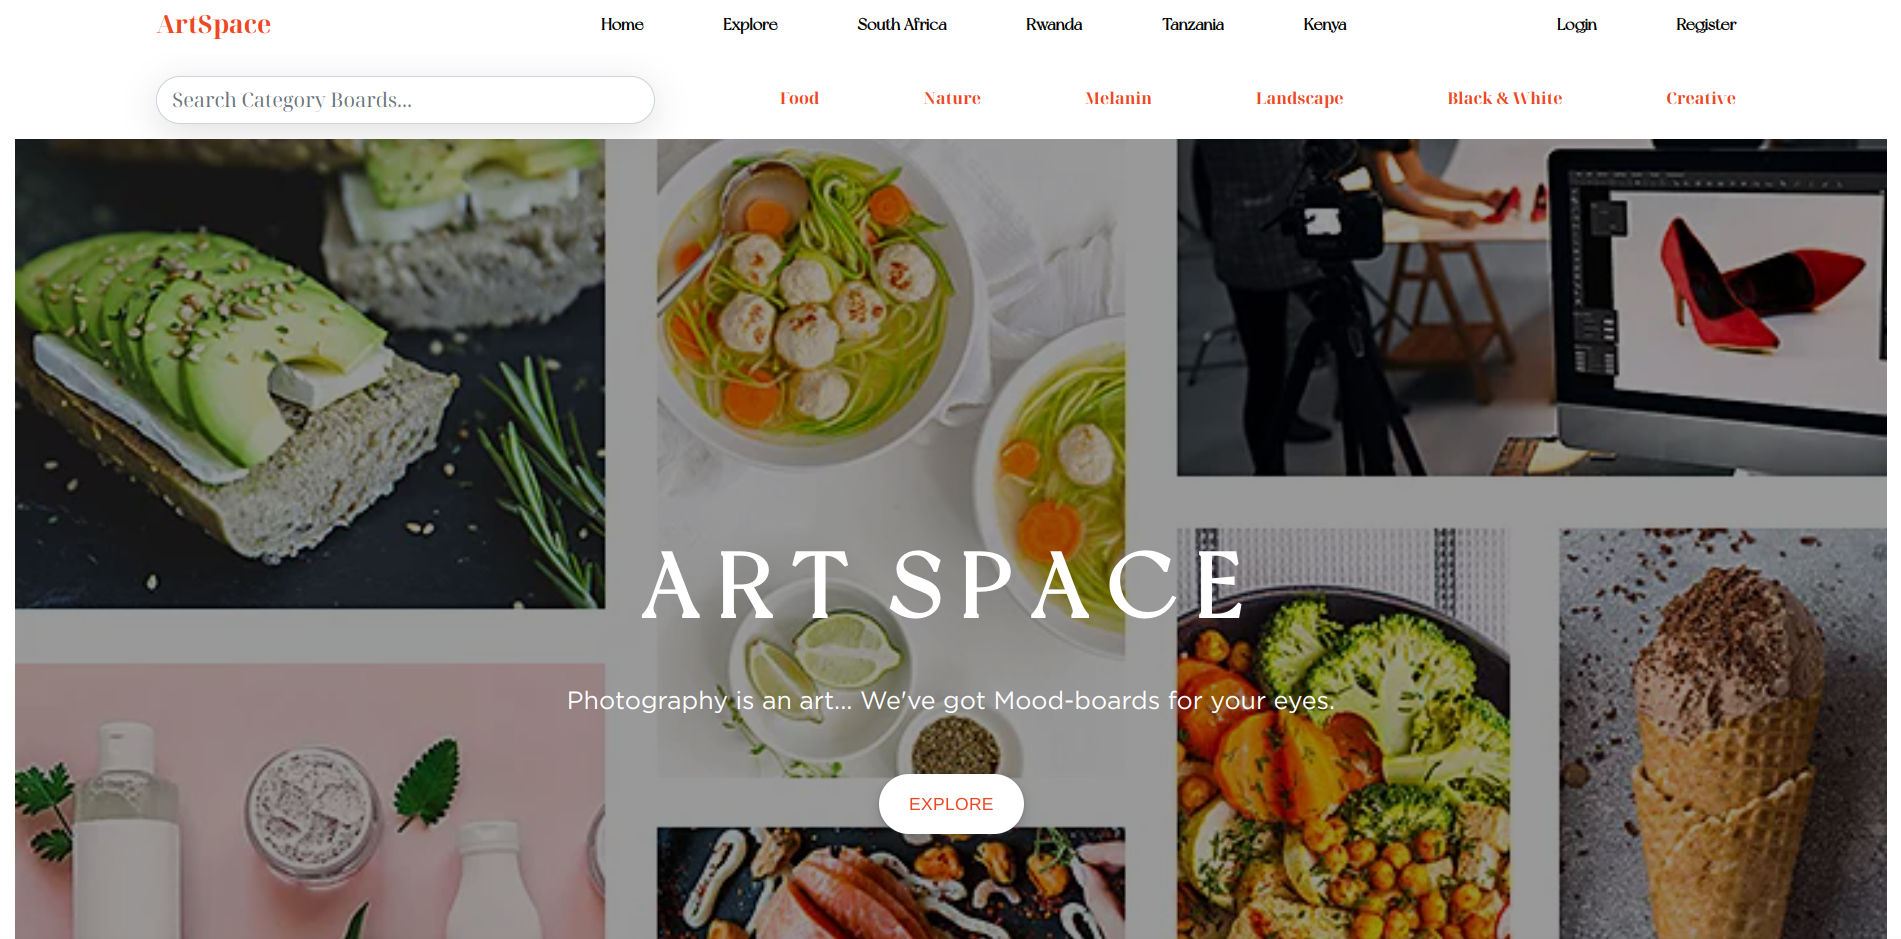 ArtSpace Home Explore South Africa Rwanda Tanzania Kenya Login Register
Search Category Boards... Food Nature Melanin Landscape Black & White Creative
ART SPACE
Photography is an art... We've got Mood-boards for your eyes.
EXPLORE